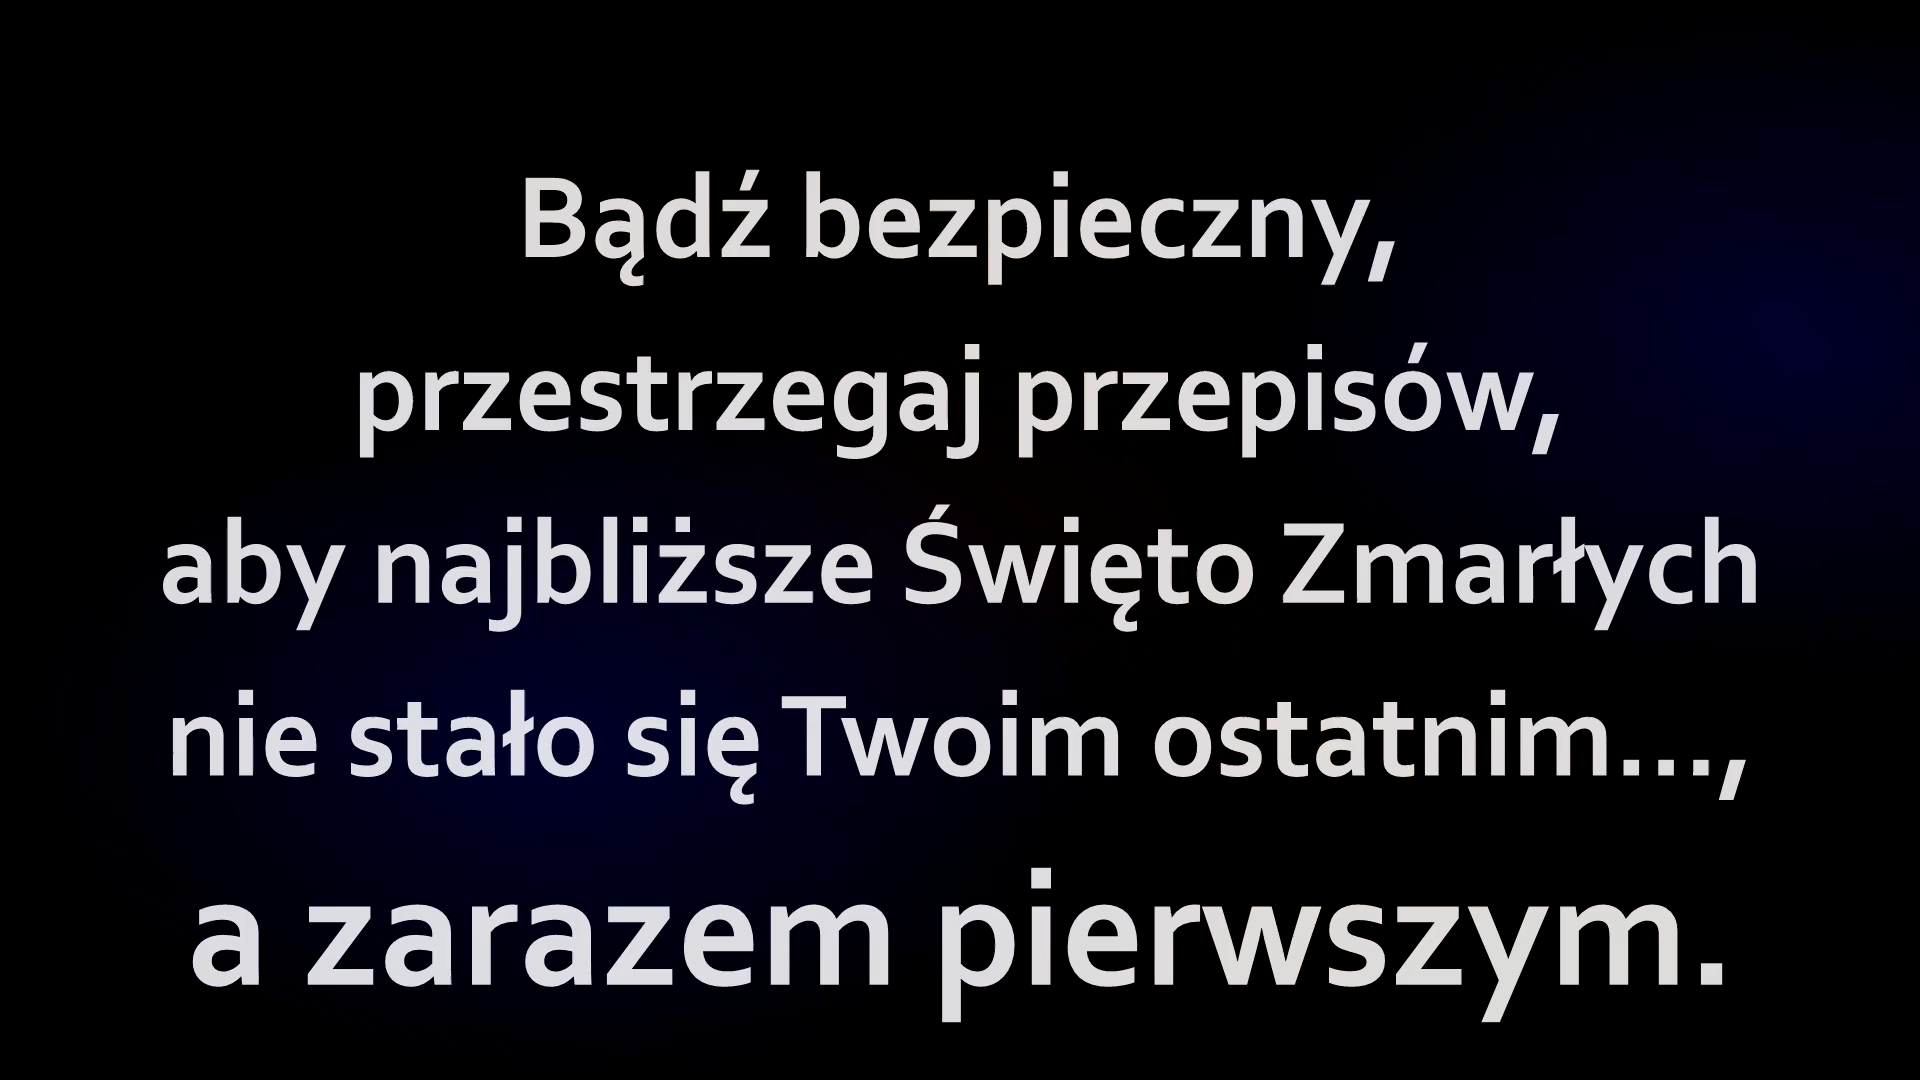 Bądź bezpieczny,
przestrzegaj przepisów,
aby najbliższe Święto Zmarłych
nie stało się Twoim ostatnim...,
a zarazem pierwszym.